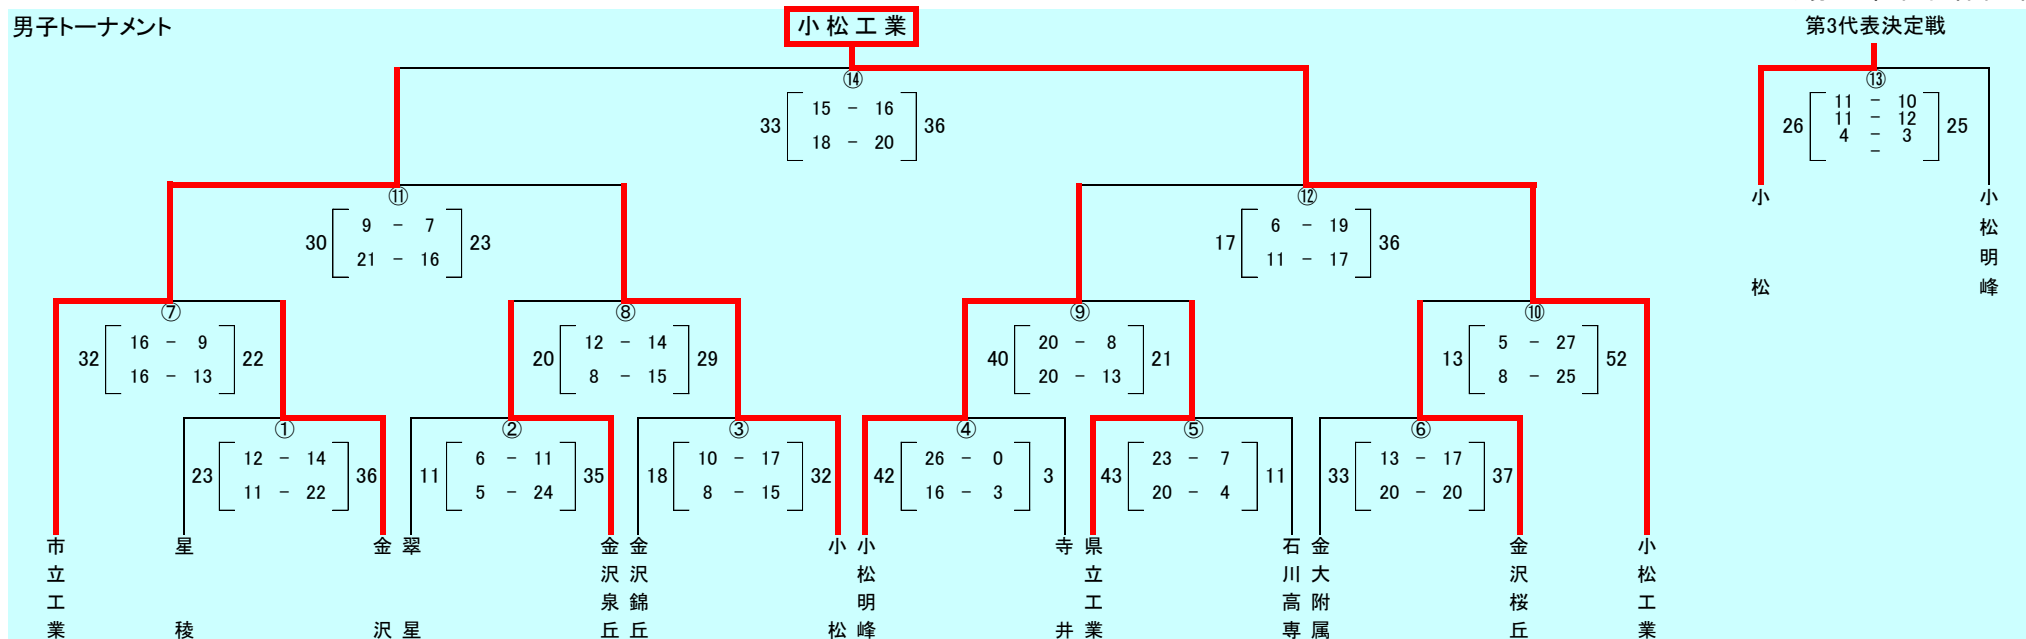 男子トーナメント
小松工業
第3代表決定戦
⑭
33 15 - 16 36
18 - 20
⑬
11 - 10
26 11 - 12 25
4 - 3
-
小松
小松明峰
⑪
30 9 - 7 23
21 - 16
⑫
17 6 - 19 36
11 - 17
⑦
32 16 - 9 22
16 - 13
⑧
20 12 - 14 29
8 - 15
⑨
40 20 - 8 21
20 - 13
⑩
13 5 - 27 52
8 - 25
①
23 12 - 14 36
11 - 22
②
11 6 - 11 35
5 - 24
③
18 10 - 17 32
8 - 15
④
42 26 - 0 3
16 - 3
⑤
43 23 - 7 11
20 - 4
⑥
33 13 - 17 37
20 - 20
市立工業
星稜
金沢
翠星
金沢泉丘
金沢錦丘
小松
小松明峰
寺井
県立工業
石川高専
金大附属
金沢桜丘
小松工業